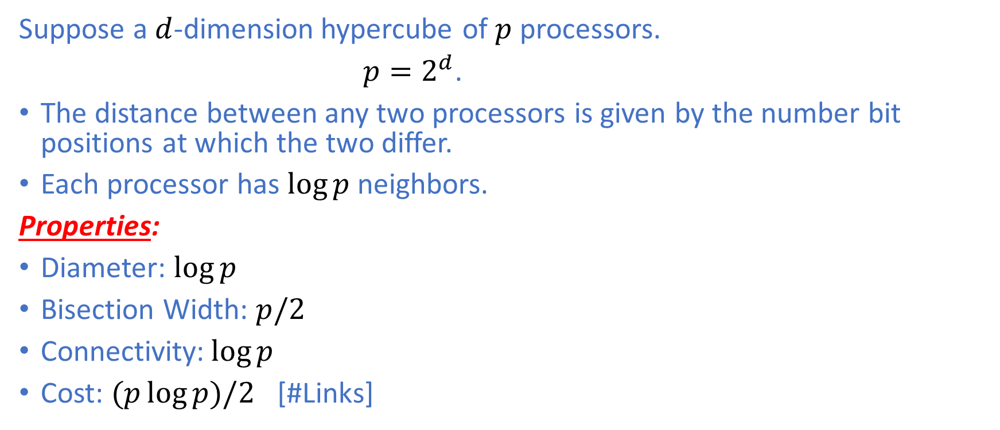 Suppose a d-dimension hypercube of p processors.
p = 2^d.
• The distance between any two processors is given by the number bit
positions at which the two differ.
• Each processor has log p neighbors.
Properties:
• Diameter: log p
• Bisection Width: p/2
• Connectivity: log p
• Cost: (p log p)/2 [#Links]